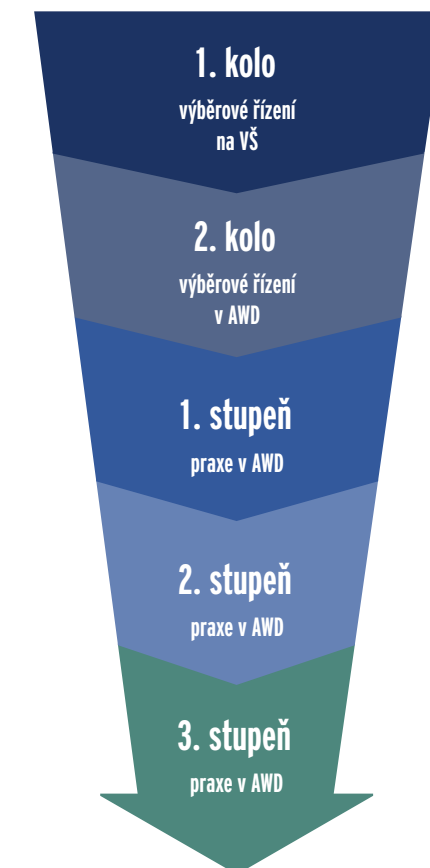 1. kolo
výběrové řízení
na VŠ
2. kolo
výběrové řízení
v AWD
1. stupeň
praxe v AWD
2. stupeň
praxe v AWD
3. stupeň
praxe v AWD